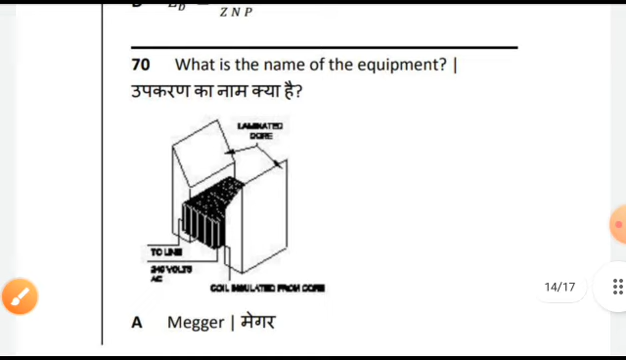 Z N P
70 What is the name of the equipment? |
उपकरण का नाम क्या है?
LAMINATED
CORE
TO LINE
240 VOLTS
AC
COIL INSULATED FROM CORE
14/17
A Megger | मेगर